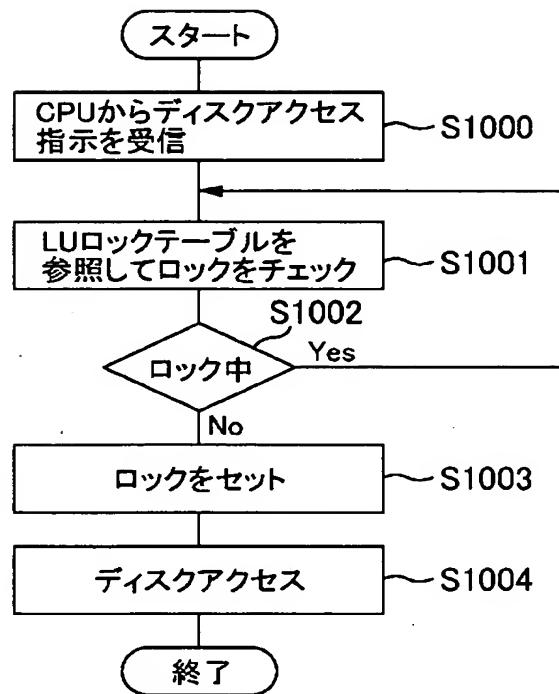 スタート
CPUからディスクアクセス
指示を受信
S1000
LUロックテーブルを
参照してロックをチェック
S1001
S1002
ロック中
Yes
No
ロックをセット
S1003
ディスクアクセス
S1004
終了